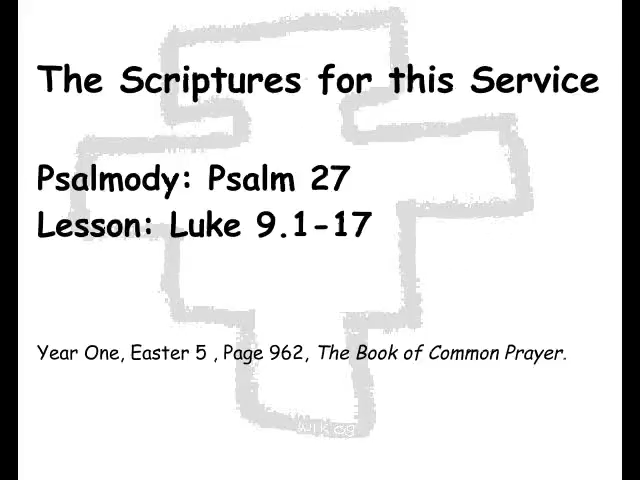 The Scriptures for this Service
Psalmody: Psalm 27
Lesson: Luke 9.1-17
Year One, Easter 5 , Page 962, The Book of Common Prayer.